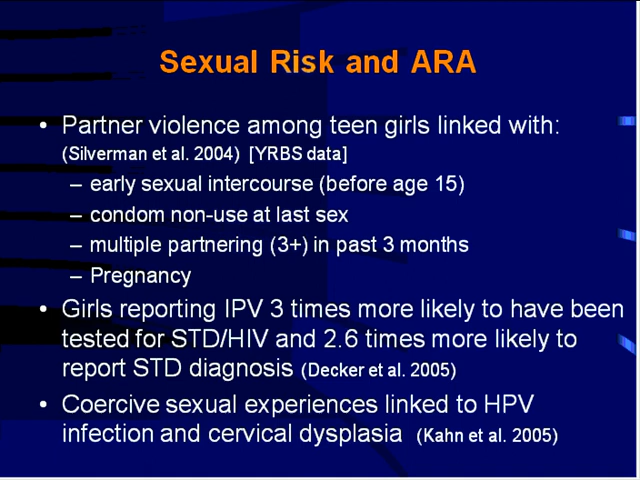 Sexual Risk and ARA
• Partner violence among teen girls linked with:
(Silverman et al. 2004) [YRBS data]
– early sexual intercourse (before age 15)
– condom non-use at last sex
– multiple partnering (3+) in past 3 months
– Pregnancy
• Girls reporting IPV 3 times more likely to have been
tested for STD/HIV and 2.6 times more likely to
report STD diagnosis (Decker et al. 2005)
• Coercive sexual experiences linked to HPV
infection and cervical dysplasia (Kahn et al. 2005)